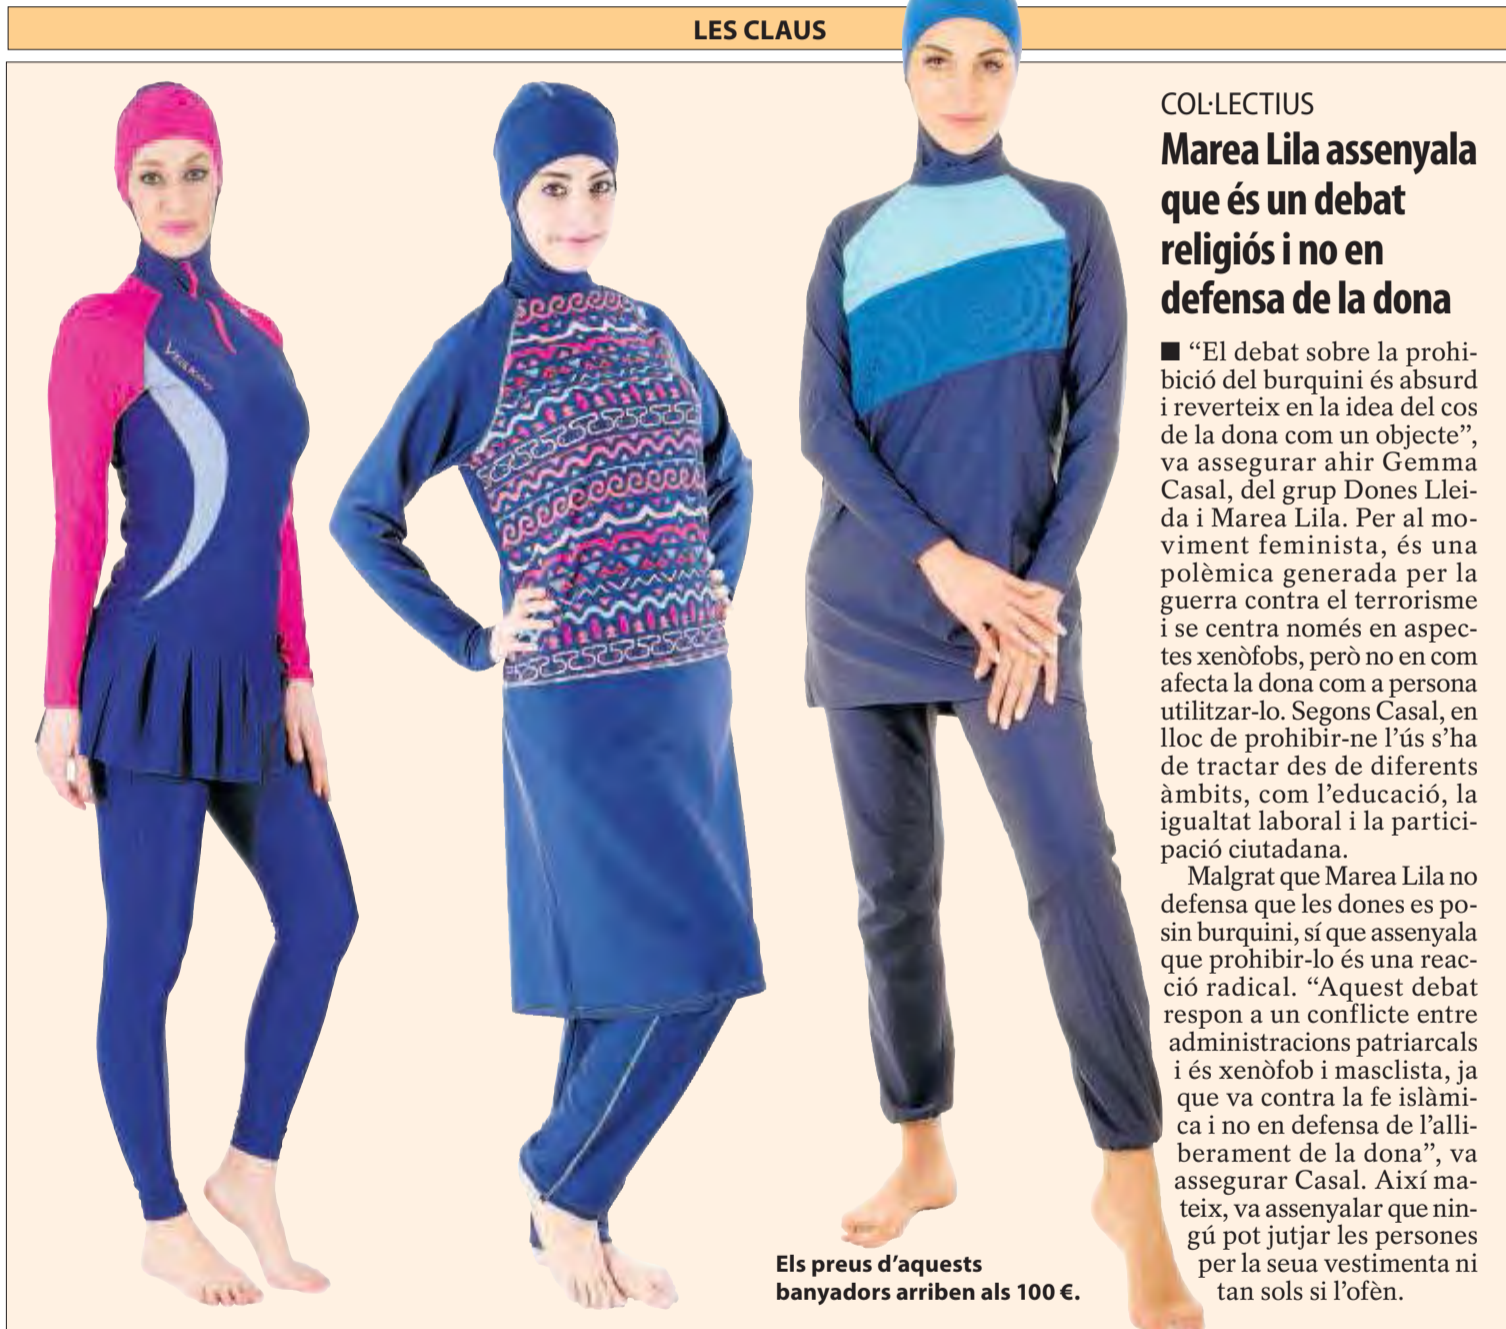 LES CLAUS
COL·LECTIUS
Marea Lila assenyala
que és un debat
religiós i no en
defensa de la dona
■ “El debat sobre la prohi-
bició del burquini és absurd
i reverteix en la idea del cos
de la dona com un objecte”,
va assegurar ahir Gemma
Casal, del grup Dones Llei-
da i Marea Lila. Per al mo-
viment feminista, és una
polèmica generada per la
guerra contra el terrorisme
i se centra només en aspec-
tes xenòfobs, però no en com
afecta la dona com a persona
utilitzar-lo. Segons Casal, en
lloc de prohibir-ne l’ús s’ha
de tractar des de diferents
àmbits, com l’educació, la
igualtat laboral i la partici-
pació ciutadana.
Malgrat que Marea Lila no
defensa que les dones es po-
sin burquini, sí que assenyala
que prohibir-lo és una reac-
ció radical. “Aquest debat
respon a un conflicte entre
administracions patriarcals
i és xenòfob i masclista, ja
que va contra la fe islàmi-
ca i no en defensa de l’alli-
berament de la dona”, va
assegurar Casal. Així ma-
teix, va assenyalar que nin-
gú pot jutjar les persones
per la seua vestimenta ni
tan sols si l’ofèn.
Els preus d’aquests
banyadors arriben als 100 €.